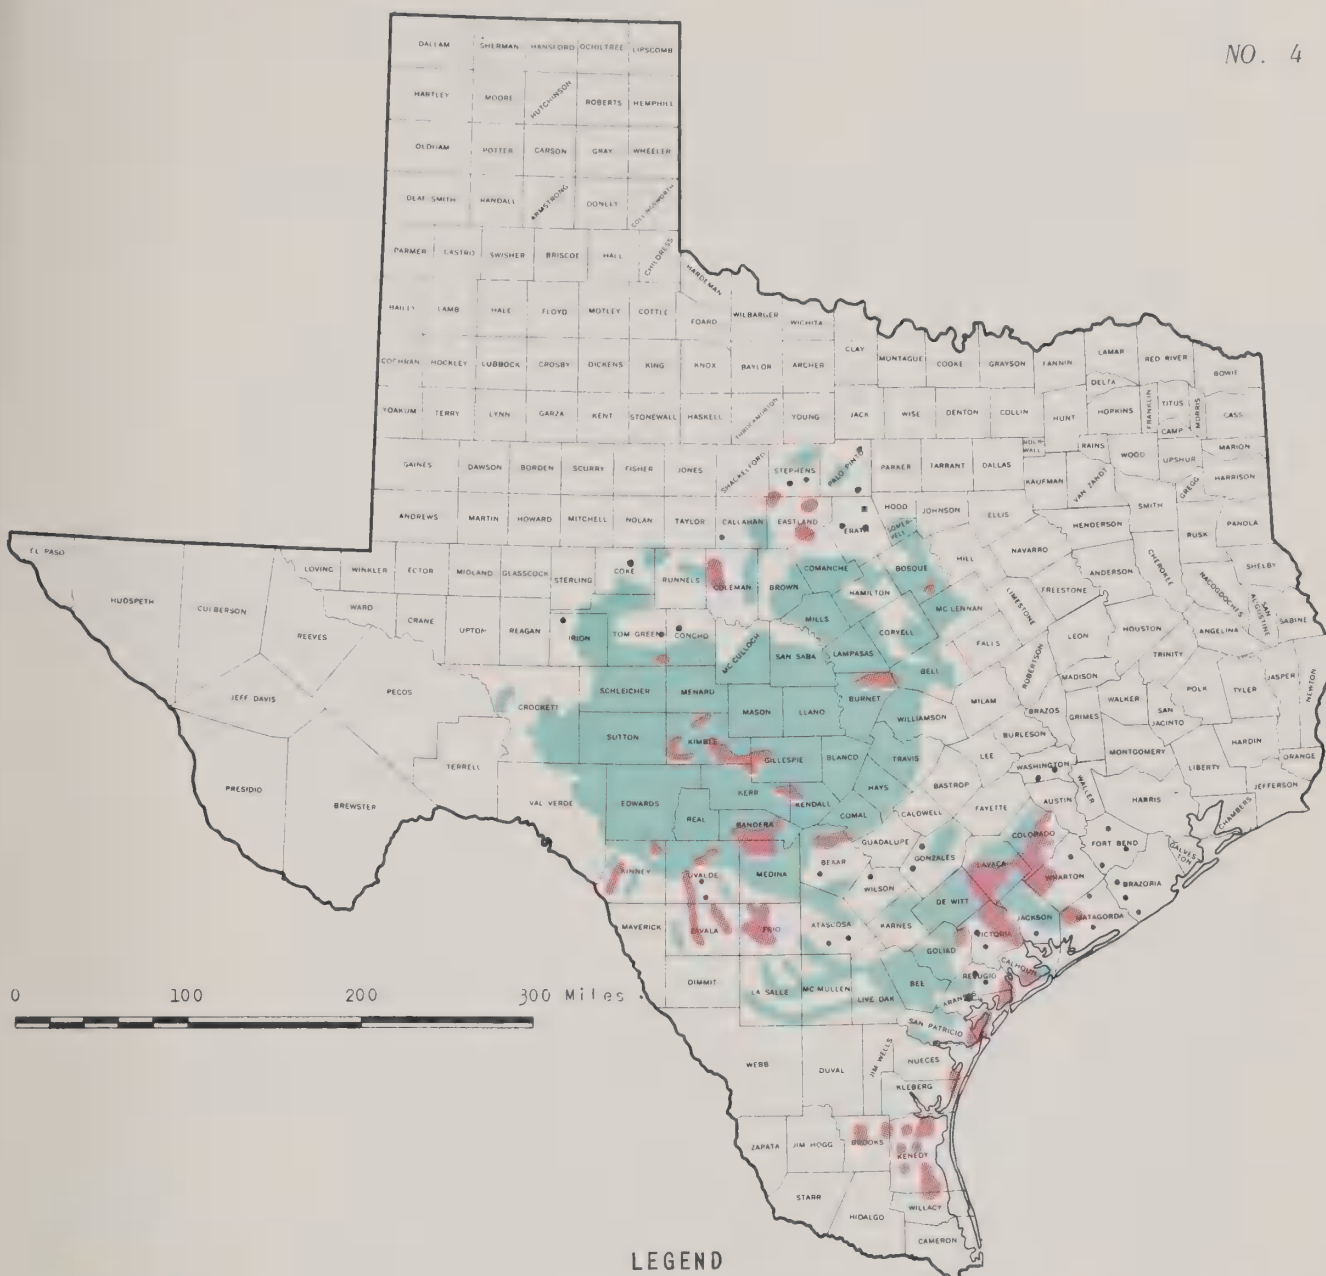 NO. 4
DALLAM SHERMAN HANSFORD OCHILTREE LIPSCOMB
HARTLEY MOORE HUTCHINSON ROBERTS HEMPHILL
OLDHAM POTTER CARSON GRAY WHEELER
DEAF SMITH RANDALL ARMSTRONG DONLEY COLLINGSWORTH
PARMER CASTRO SWISHER BRISCOE HALL CHILDRESS HARDEMAN
BAILEY LAMB HALE FLOYD MOTLEY COTTLE FOARD WILBARGER WICHITA
COCHRAN HOCKLEY LUBBOCK CROSBY DICKENS KING KNOX BAYLOR ARCHER CLAY MONTAGUE COOKE GRAYSON FANNIN LAMAR RED RIVER BOWIE
DELTA
YOAKUM TERRY LYNN GARZA KENT STONEWALL HASKELL THROCKMORTON YOUNG JACK WISE DENTON COLLIN HUNT HOPKINS FRANKLIN TITUS MORRIS CASS
CAMP
GAINES DAWSON BORDEN SCURRY FISHER JONES SHACKELFORD STEPHENS PALO PINTO PARKER TARRANT DALLAS ROCK-
WALL RAINS WOOD UPSHUR MARION
KAUFMAN VAN ZANDT GREGG HARRISON
ANDREWS MARTIN HOWARD MITCHELL NOLAN TAYLOR CALLAHAN EASTLAND ERATH HOOD SOMER-
VELL JOHNSON ELLIS HENDERSON SMITH RUSK PANOLA
EL PASO LOVING WINKLER ECTOR MIDLAND GLASSCOCK STERLING COKE RUNNELS COLEMAN BROWN COMANCHE BOSQUE HILL NAVARRO ANDERSON CHEROKEE SHELBY
HUDSPETH CULBERSON WARD HAMILTON FREESTONE NACOGDOCHES SAN
AUGUSTINE SABINE
REEVES CRANE UPTON REAGAN IRION TOM GREEN CONCHO MC CULLOCH MILLS MC LENNAN LIMESTONE
SAN SABA LAMPASAS CORYELL FALLS LEON HOUSTON ANGELINA
JEFF DAVIS PECOS CROCKETT SCHLEICHER MENARD BELL ROBERTSON MADISON TRINITY
MASON LLANO BURNET WILLIAMSON MILAM BRAZOS GRIMES WALKER SAN
JACINTO POLK TYLER JASPER NEWTON
TERRELL SUTTON KIMBLE GILLESPIE BLANCO TRAVIS LEE BURLESON MONTGOMERY HARDIN
PRESIDIO BREWSTER VAL VERDE EDWARDS KERR KENDALL HAYS BASTROP WASHINGTON WALLER LIBERTY ORANGE
REAL BANDERA COMAL CALDWELL FAYETTE AUSTIN HARRIS CHAMBERS JEFFERSON
KINNEY UVALDE MEDINA BEXAR GUADALUPE GONZALES LAVACA COLORADO FORT BEND GALVES-
TON
WILSON DE WITT WHARTON BRAZORIA
MAVERICK ZAVALA FRIO ATASCOSA KARNES VICTORIA JACKSON MATAGORDA
GOLIAD CALHOUN
DIMMIT LA SALLE MC MULLEN LIVE OAK BEE REFUGIO
ARANSAS
0 100 200 300 Miles
SAN PATRICIO
WEBB DUVAL JIM WELLS NUECES
KLEBERG
ZAPATA JIM HOGG BROOKS KENEDY
STARR HIDALGO WILLACY
CAMERON
LEGEND